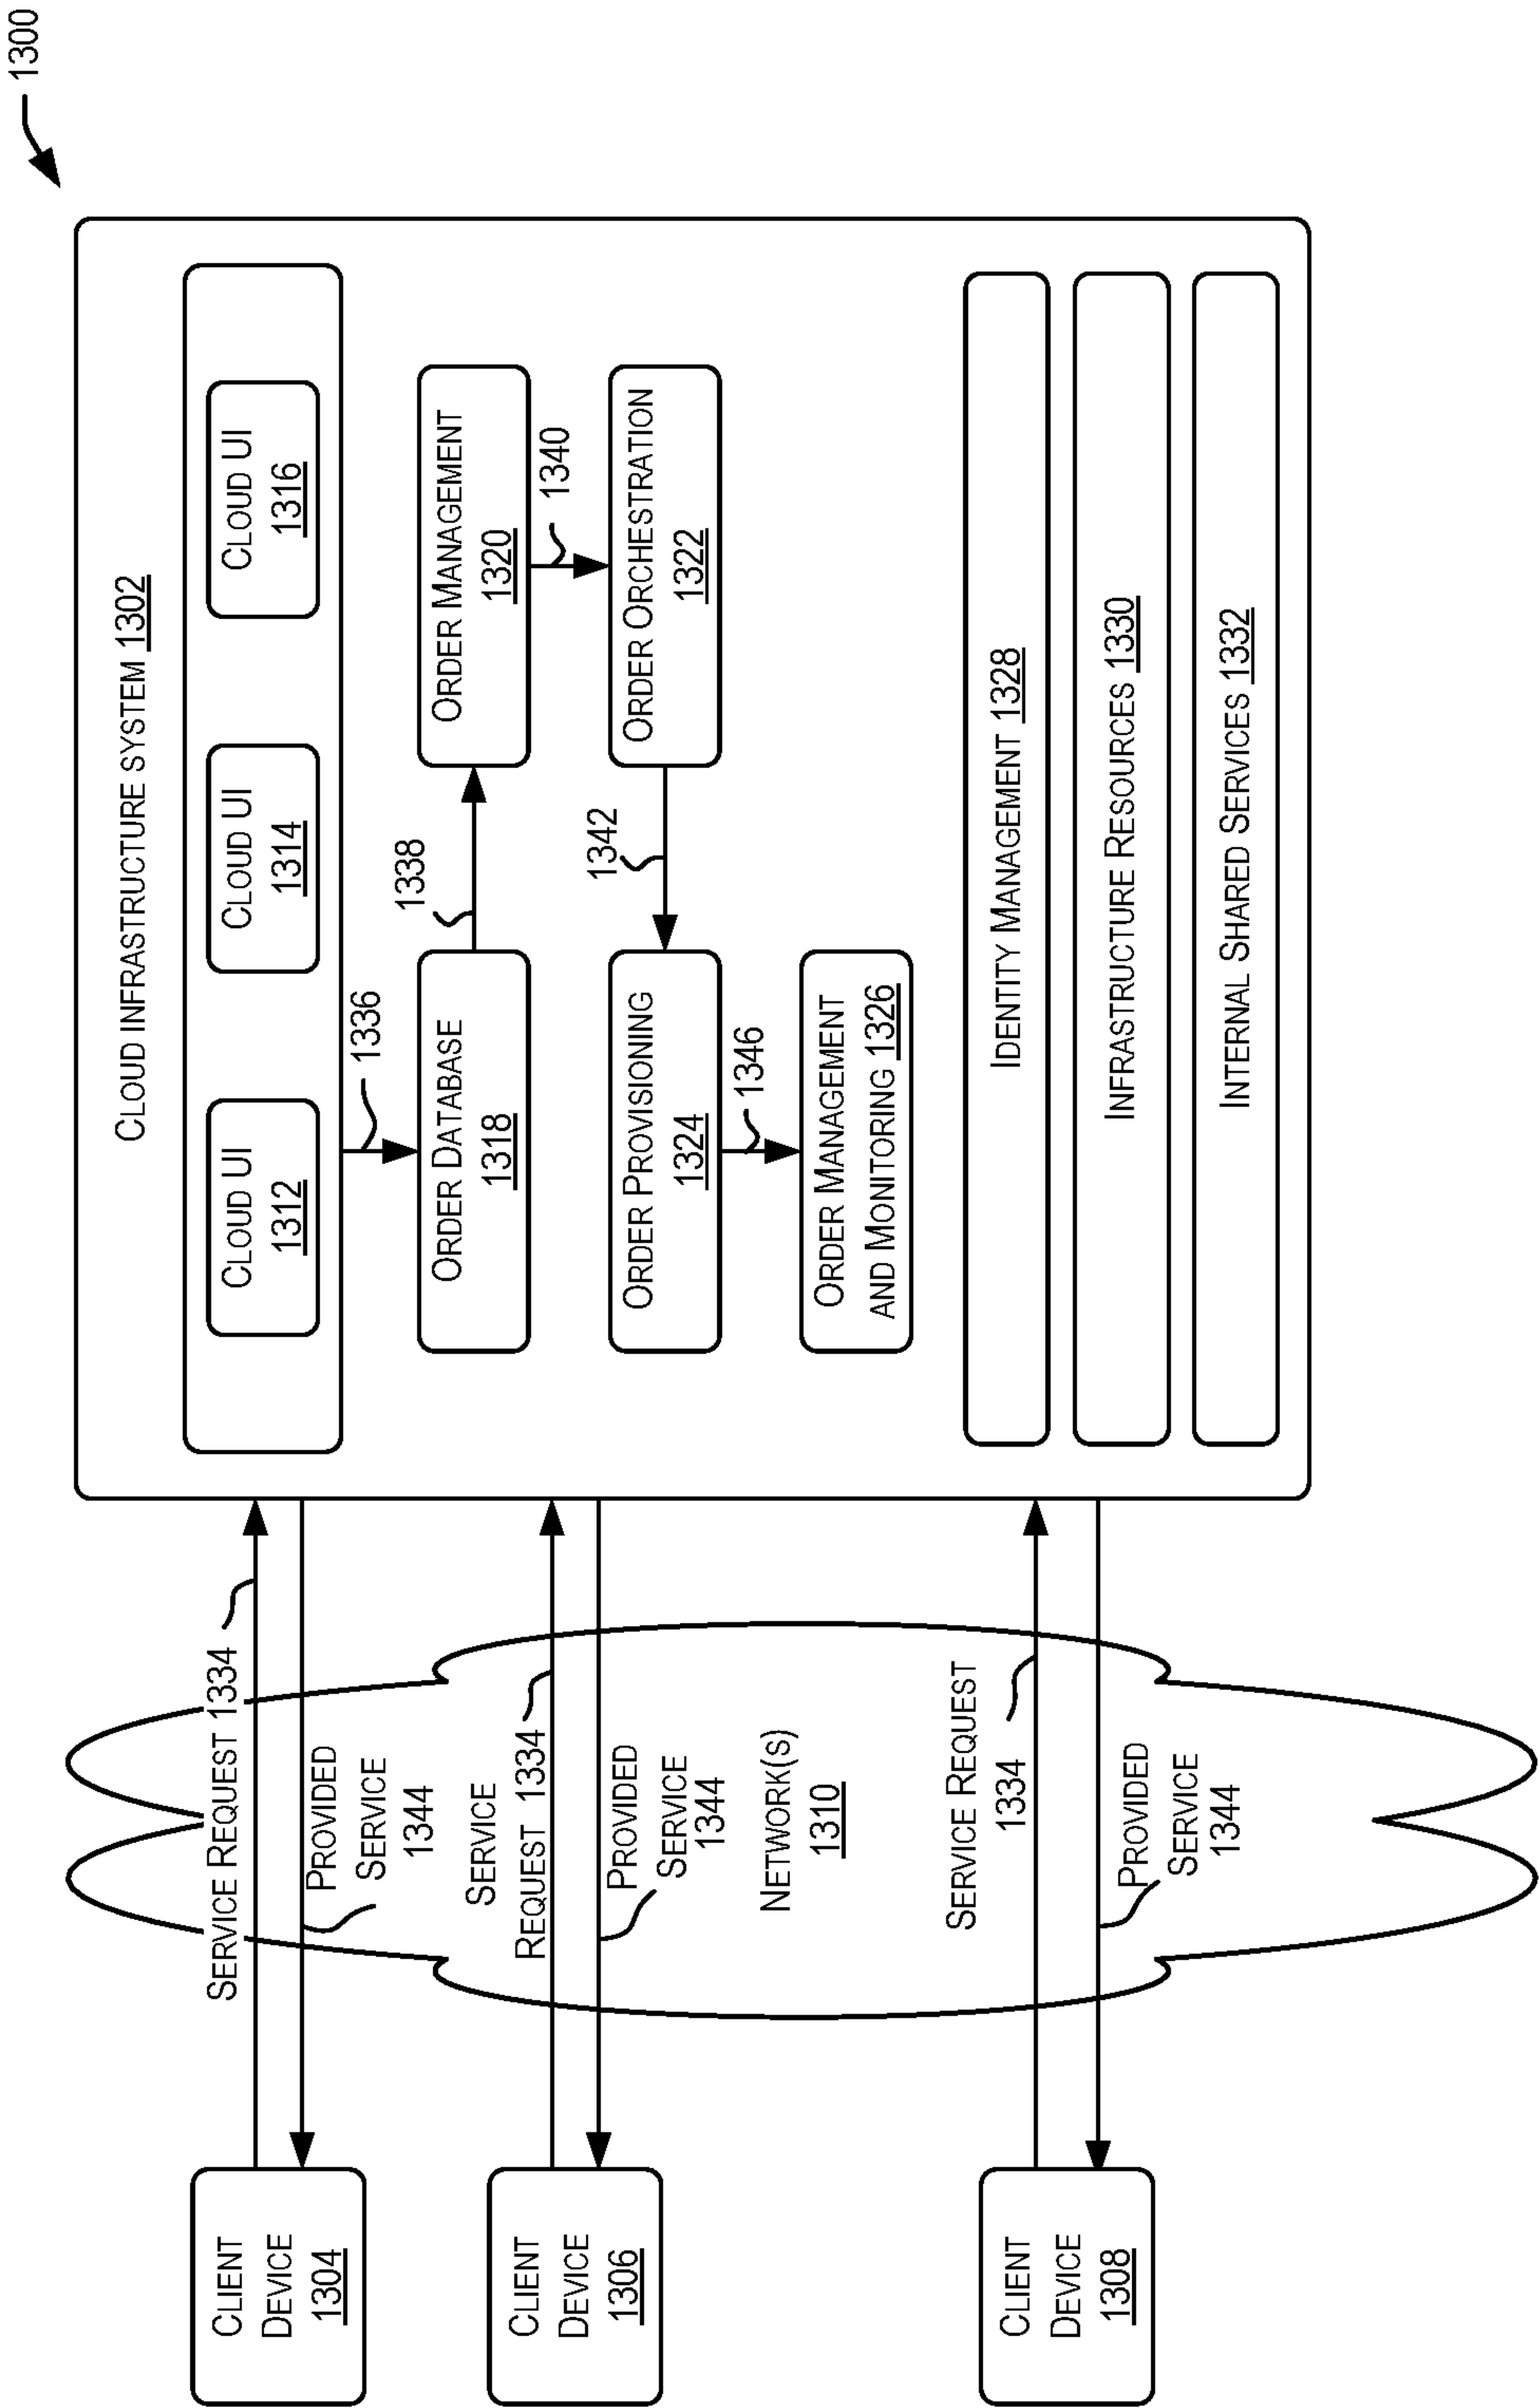 1300
CLOUD INFRASTRUCTURE SYSTEM 1302
CLOUD UI
1312
CLOUD UI
1314
CLOUD UI
1316
1336
ORDER DATABASE
1318
1338
ORDER MANAGEMENT
1320
1340
ORDER ORCHESTRATION
1322
1342
ORDER PROVISIONING
1324
1346
ORDER MANAGEMENT
AND MONITORING 1326
IDENTITY MANAGEMENT 1328
INFRASTRUCTURE RESOURCES 1330
INTERNAL SHARED SERVICES 1332
CLIENT
DEVICE
1304
SERVICE REQUEST 1334
PROVIDED
SERVICE
1344
CLIENT
DEVICE
1306
SERVICE
REQUEST 1334
PROVIDED
SERVICE
1344
NETWORK(S)
1310
CLIENT
DEVICE
1308
SERVICE REQUEST
1334
PROVIDED
SERVICE
1344